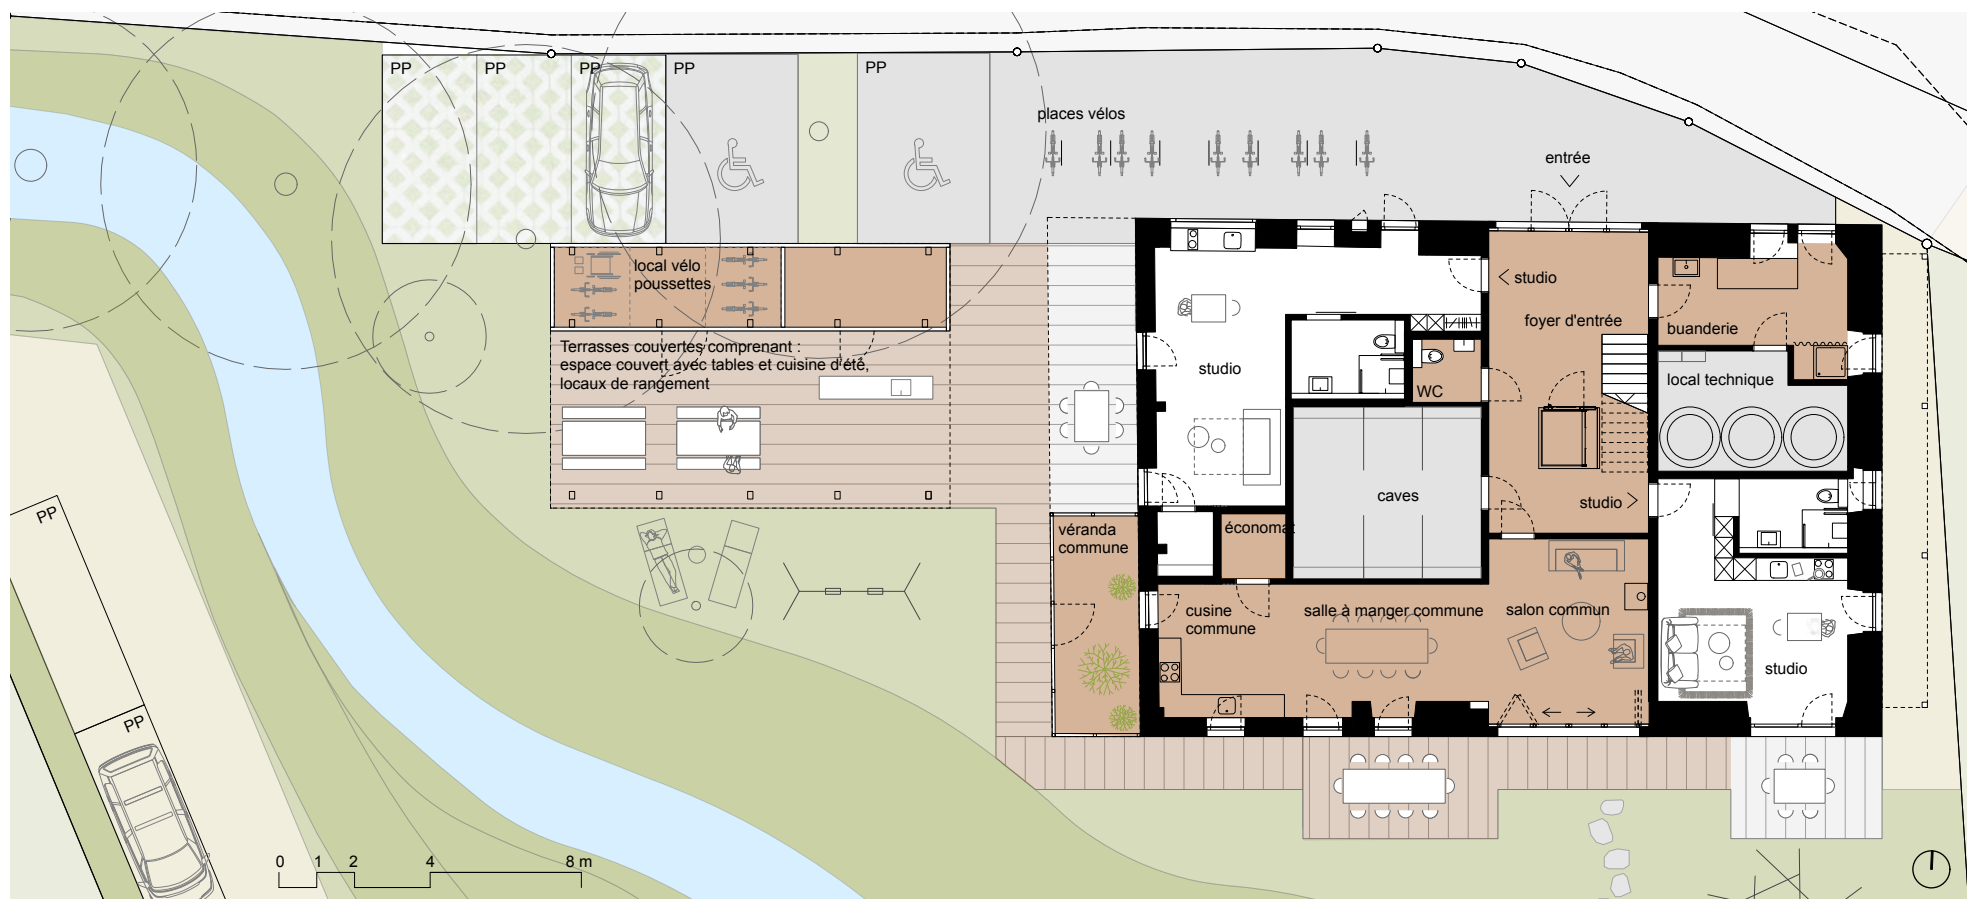 PP
PP
PP
PP
PP
places vélos
entrée
local vélo
poussettes
Terrasses couvertes comprenant :
espace couvert avec tables et cuisine d'été,
locaux de rangement
studio
foyer d'entrée
buanderie
studio
WC
local technique
caves
studio
PP
véranda
commune
économat
cusine
commune
salle à manger commune
salon commun
studio
PP
0 1 2 4 8 m